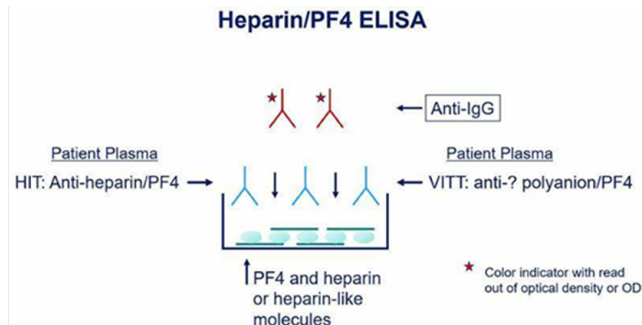 Heparin/PF4 ELISA
Anti-IgG
Patient Plasma
HIT: Anti-heparin/PF4
Patient Plasma
VITT: anti-? polyanion/PF4
PF4 and heparin
or heparin-like
molecules
Color indicator with read
out of optical density or OD